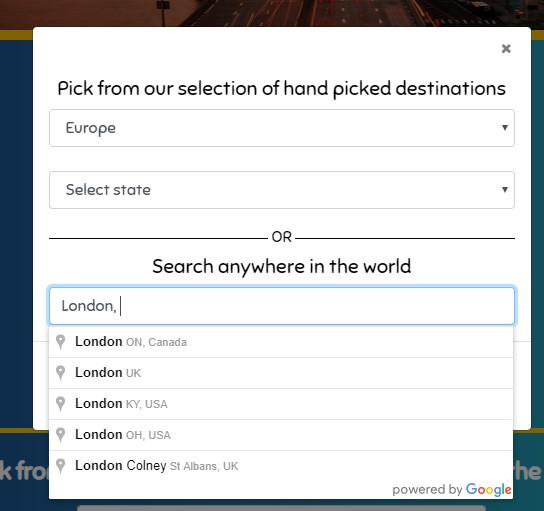 ×
Pick from our selection of hand picked destinations
Europe
Select state
OR
Search anywhere in the world
London,
London ON, Canada
London UK
London KY, USA
London OH, USA
London Colney St Albans, UK
powered by Google
k fro
he